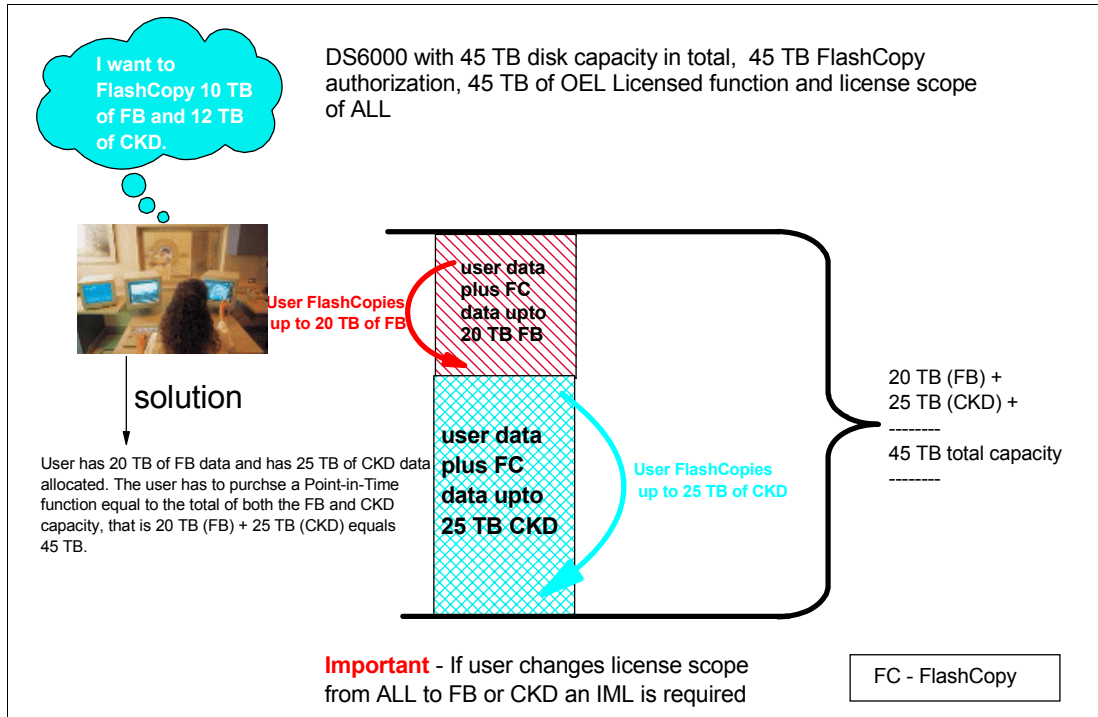 I want to
FlashCopy 10 TB
of FB and 12 TB
of CKD.
DS6000 with 45 TB disk capacity in total, 45 TB FlashCopy
authorization, 45 TB of OEL Licensed function and license scope
of ALL
user data
plus FC
data upto
20 TB FB
User FlashCopies
up to 20 TB of FB
solution
User has 20 TB of FB data and has 25 TB of CKD data
allocated. The user has to purchse a Point-in-Time
function equal to the total of both the FB and CKD
capacity, that is 20 TB (FB) + 25 TB (CKD) equals
45 TB.
user data
plus FC
data upto
25 TB CKD
User FlashCopies
up to 25 TB of CKD
20 TB (FB) +
25 TB (CKD) +
--------
45 TB total capacity
--------
Important - If user changes license scope
from ALL to FB or CKD an IML is required
FC - FlashCopy